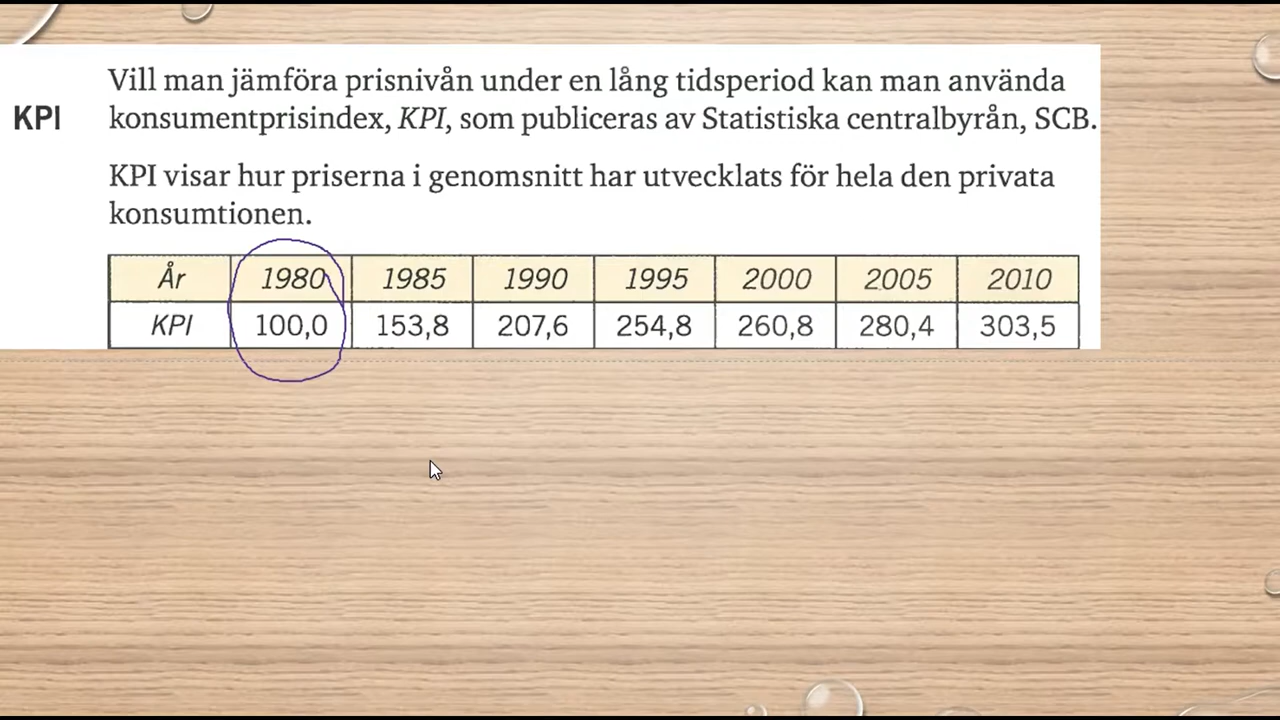 Vill man jämföra prisnivån under en lång tidsperiod kan man använda
KPI konsumentprisindex, KPI, som publiceras av Statistiska centralbyrån, SCB.
KPI visar hur priserna i genomsnitt har utvecklats för hela den privata
konsumtionen.
År 1980 1985 1990 1995 2000 2005 2010
KPI 100,0 153,8 207,6 254,8 260,8 280,4 303,5